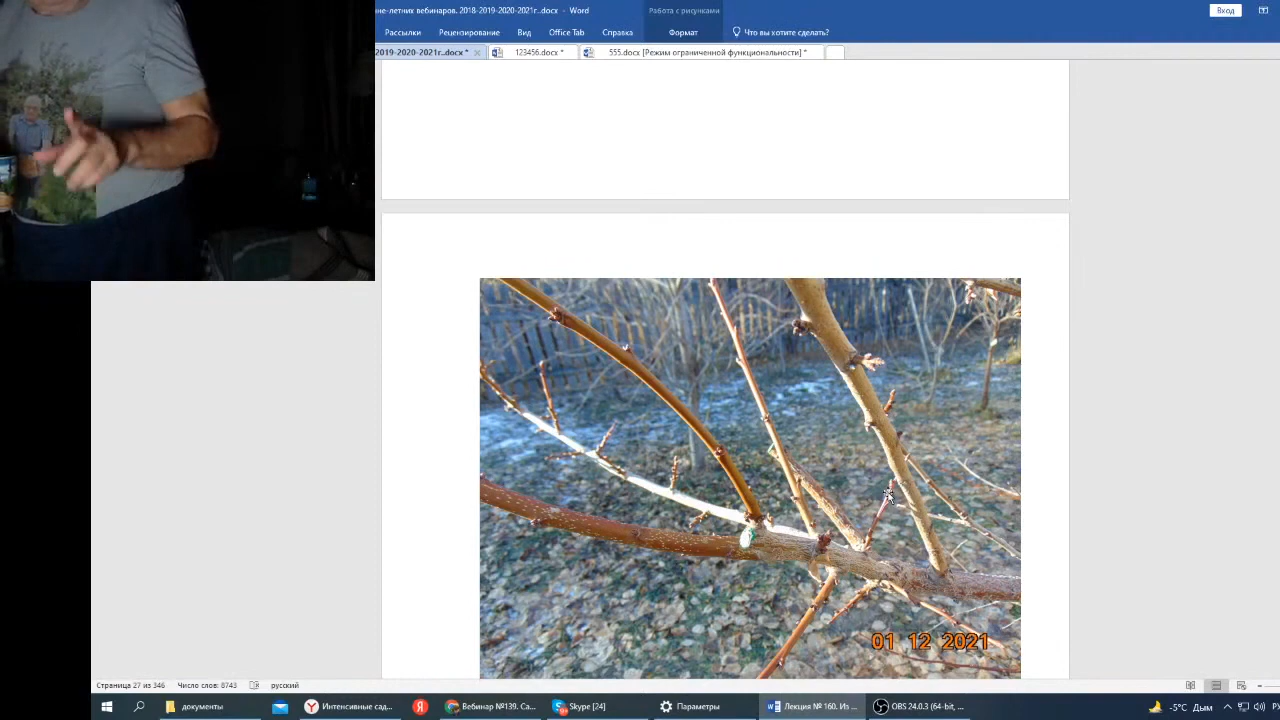 не-летник вебинаров. 2018-2019-2020-2021г..docx - Word
Работа с рисунками
Вход
Рассылки Рецензирование Вид Office Tab Справка Формат Что вы хотите сделать?
2019-2020-2021г..docx * 123456.docx * 555.docx [Режим ограниченной функциональности] *
01 12 2021
Страница 27 из 346 Число слов: 8743 русский
документы Интенсивные сад... Вебинар №139. Са... Skype [24] Параметры Лекция № 160. Из ... OBS 24.0.3 (64-bit, ... -5°C Дым